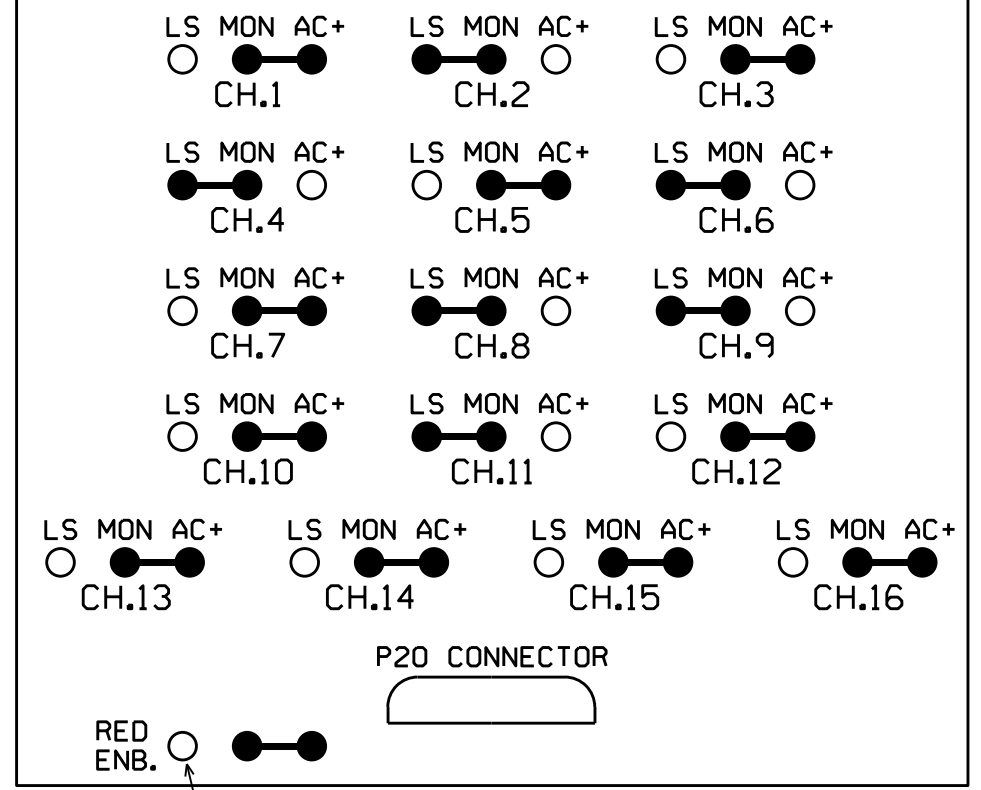 LS MON AC+ LS MON AC+ LS MON AC+
CH.1 CH.2 CH.3
LS MON AC+ LS MON AC+ LS MON AC+
CH.4 CH.5 CH.6
LS MON AC+ LS MON AC+ LS MON AC+
CH.7 CH.8 CH.9
LS MON AC+ LS MON AC+ LS MON AC+
CH.10 CH.11 CH.12
LS MON AC+ LS MON AC+ LS MON AC+ LS MON AC+
CH.13 CH.14 CH.15 CH.16
P20 CONNECTOR
RED
ENB.